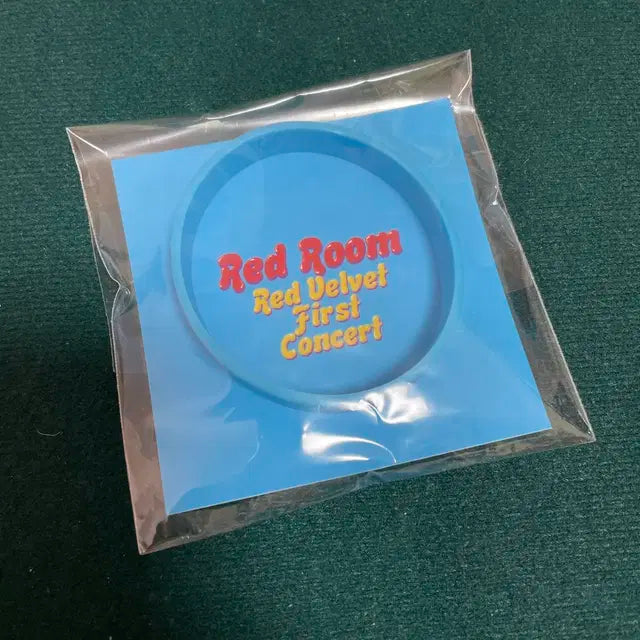 Red Room
Red Velvet
First
Concert